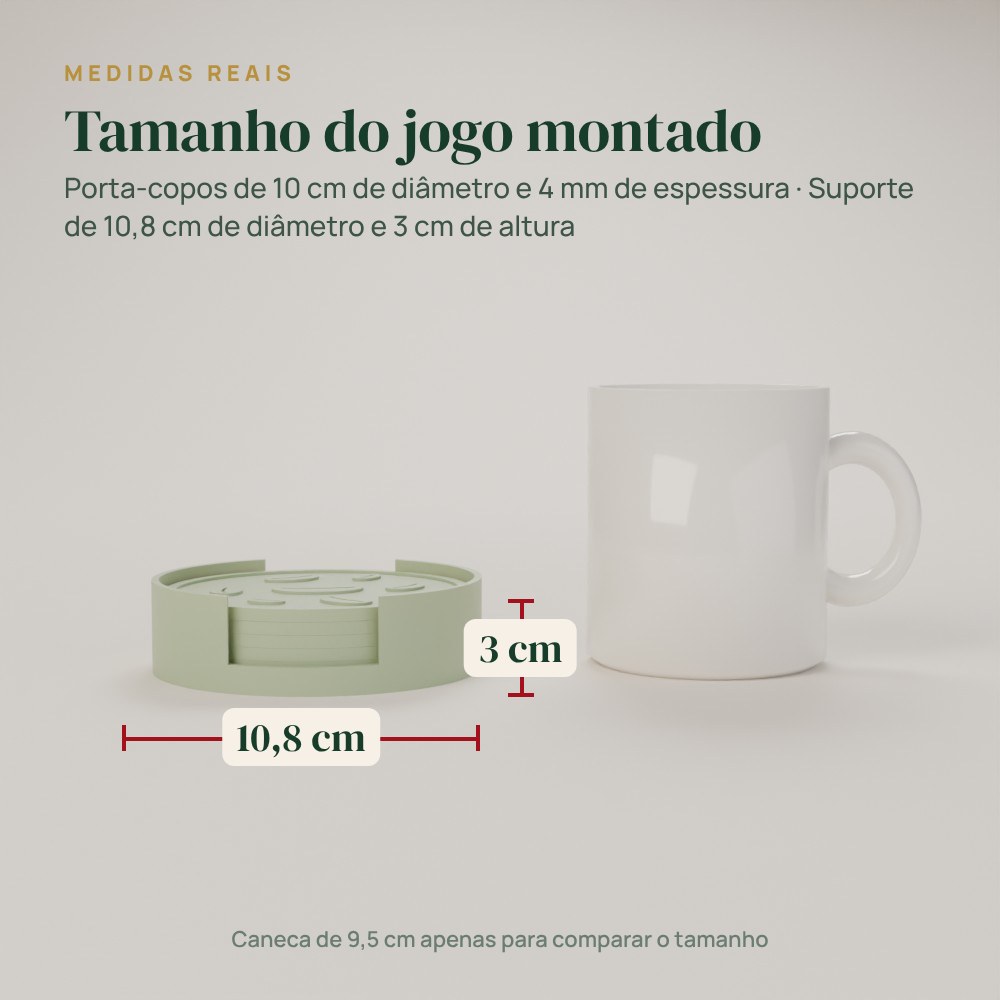 MEDIDAS REAIS
Tamanho do jogo montado
Porta-copos de 10 cm de diâmetro e 4 mm de espessura · Suporte
de 10,8 cm de diâmetro e 3 cm de altura
3 cm
10,8 cm
Caneca de 9,5 cm apenas para comparar o tamanho